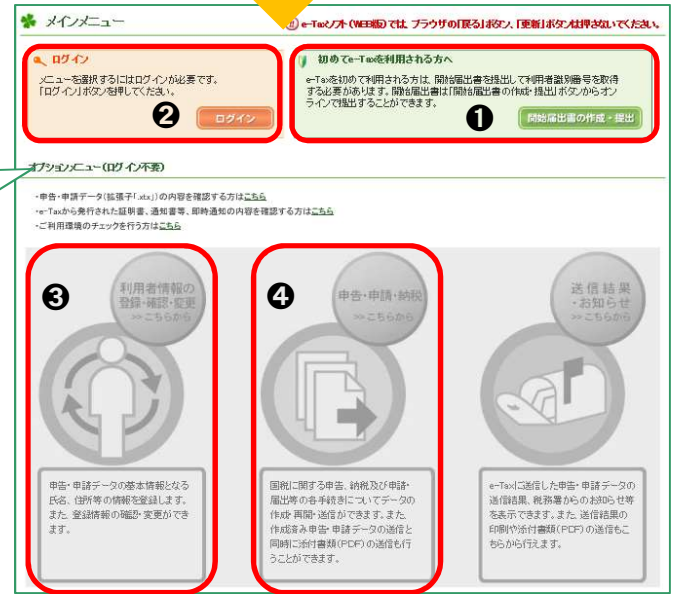 メインメニュー
e-Taxソフト(WEB版)では、ブラウザの「戻る」ボタン、「更新」ボタンは押さないでください。
ログイン
メニューを選択するにはログインが必要です。
「ログイン」ボタンを押してください。
❷
ログイン
初めてe-Taxを利用される方へ
e-Taxを初めて利用される方は、開始届出書を提出して利用者識別番号を取得
する必要があります。開始届出書は「開始届出書の作成・提出」ボタンからオン
ラインで提出することができます。
❶
開始届出書の作成・提出
オプションメニュー(ログイン不要)
・申告・申請データ(拡張子「.xtx」)の内容を確認する方はこちら
・e-Taxから発行された証明書、通知書等、即時通知の内容を確認する方はこちら
・ご利用環境のチェックを行う方はこちら
❸
利用者情報の
登録・確認・変更
>>こちらから
申告・申請データの基本情報となる
氏名、住所等の情報を登録します。
また、登録情報の確認・変更ができ
ます。
❹
申告・申請・納税
>>こちらから
国税に関する申告、納税及び申請・
届出等の各手続きについてデータの
作成・再開・送信ができます。また、
作成済み申告・申請データの送信と
同時に添付書類(PDF)の送信も行
うことができます。
送信結果
・お知らせ
>>こちらから
e-Taxに送信した申告・申請データの
送信結果、税務署からのお知らせ等
を表示できます。また、送信結果の
印刷や添付書類(PDF)の送信もこ
ちらから行えます。